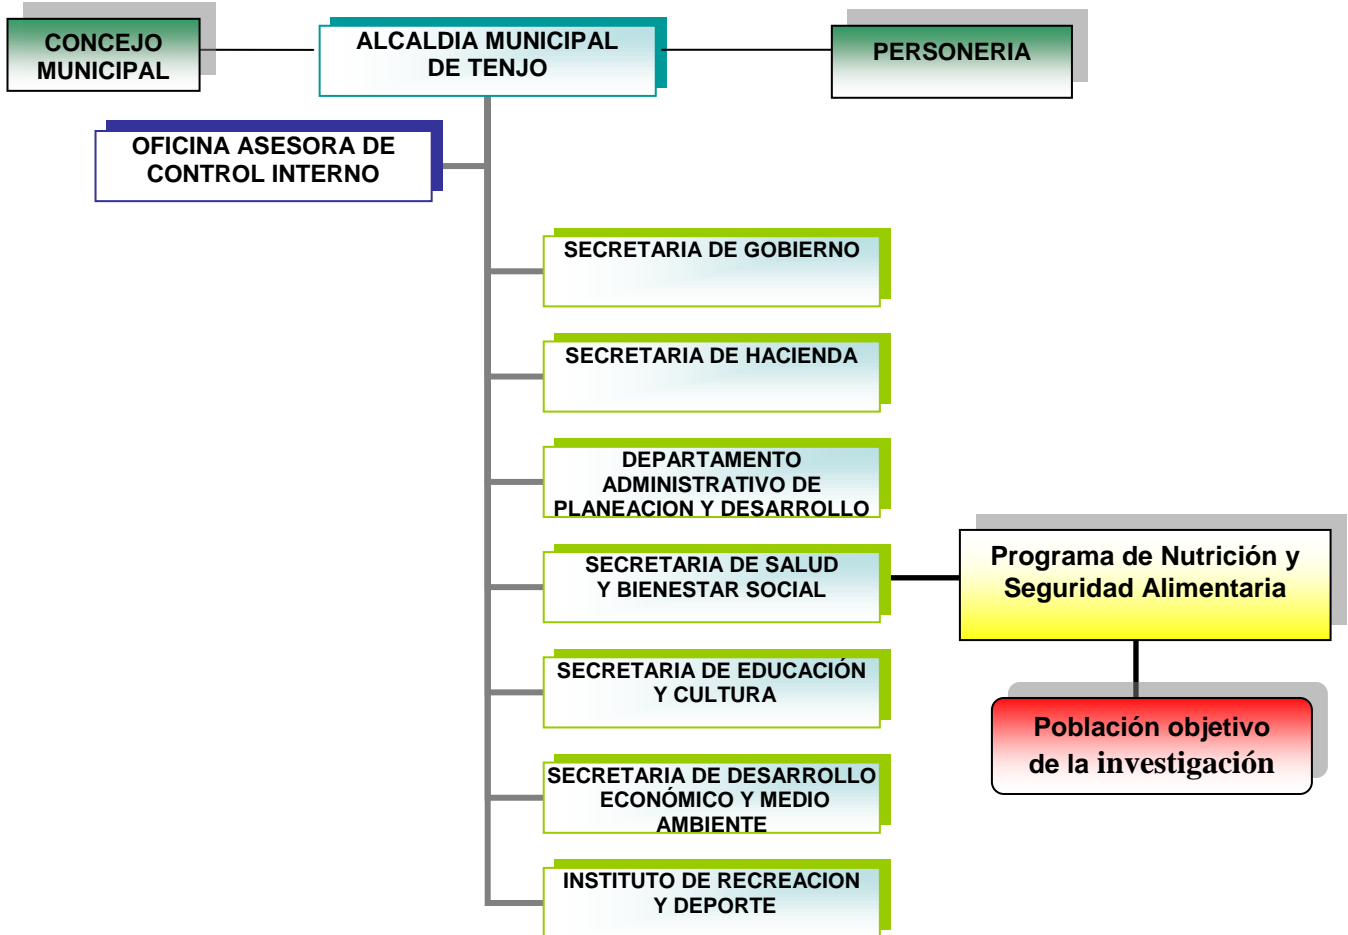 CONCEJO
MUNICIPAL
ALCALDIA MUNICIPAL
DE TENJO
PERSONERIA
OFICINA ASESORA DE
CONTROL INTERNO
SECRETARIA DE GOBIERNO
SECRETARIA DE HACIENDA
DEPARTAMENTO
ADMINISTRATIVO DE
PLANEACION Y DESARROLLO
SECRETARIA DE SALUD
Y BIENESTAR SOCIAL
Programa de Nutrición y
Seguridad Alimentaria
SECRETARIA DE EDUCACIÓN
Y CULTURA
Población objetivo
de la investigación
SECRETARIA DE DESARROLLO
ECONÓMICO Y MEDIO
AMBIENTE
INSTITUTO DE RECREACION
Y DEPORTE